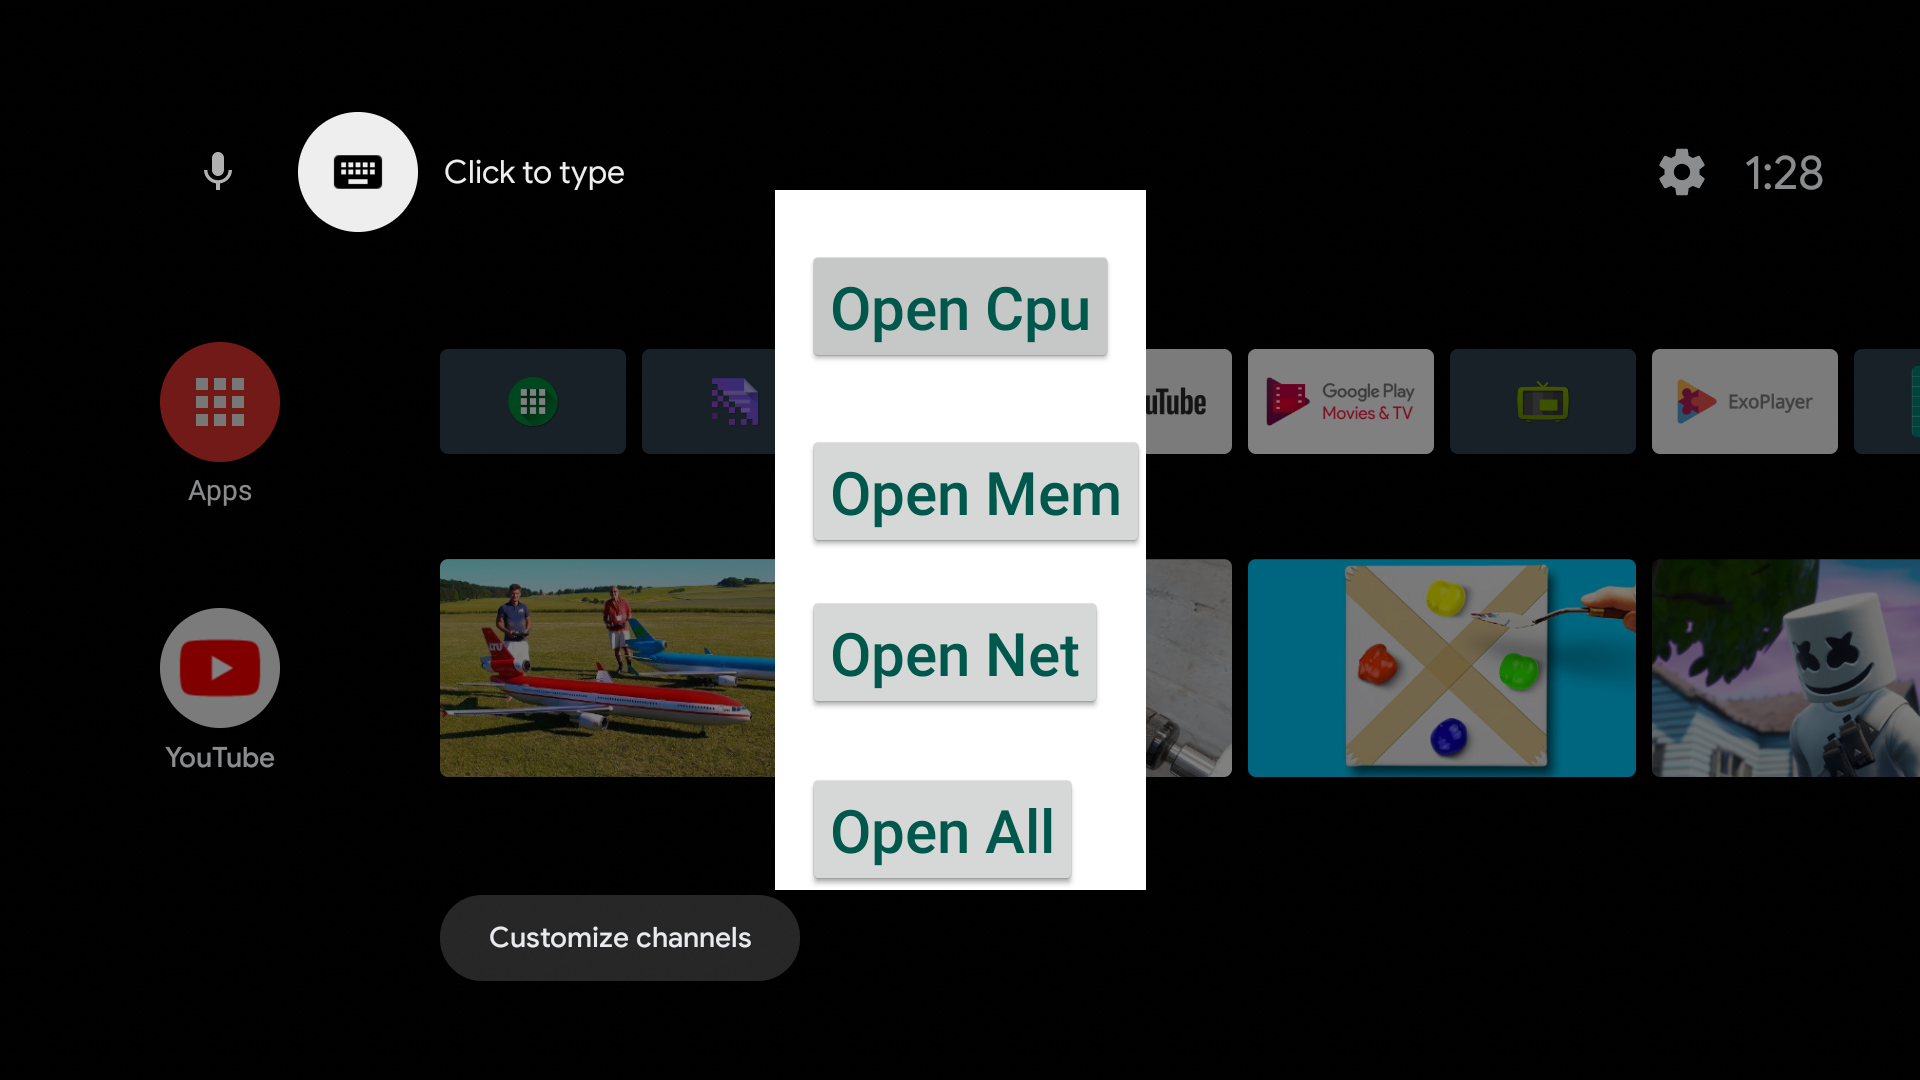 Click to type
1:28
Open Cpu
uTube
Google Play
Movies & TV
ExoPlayer
Apps
Open Mem
Open Net
YouTube
Open All
Customize channels